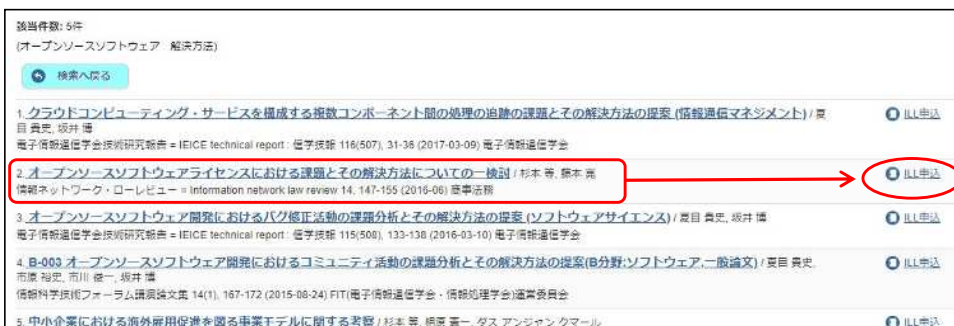 該当件数: 5件
(オープンソースソフトウェア 解決方法)
検索へ戻る
1. クラウドコンピューティング・サービスを構成する複数コンポーネント間の処理の追跡の課題とその解決方法の提案 (情報通信マネジメント) / 夏 ILL申込
目 貴史, 坂井 博
電子情報通信学会技術研究報告 = IEICE technical report : 信学技報 116(507), 31-36 (2017-03-09) 電子情報通信学会
2. オープンソースソフトウェアライセンスにおける課題とその解決方法についての一検討 / 杉本 等, 藤本 亮 ILL申込
情報ネットワーク・ローレビュー = Information network law review 14, 147-155 (2016-06) 商事法務
3. オープンソースソフトウェア開発におけるバグ修正活動の課題分析とその解決方法の提案 (ソフトウェアサイエンス) / 夏目 貴史, 坂井 博 ILL申込
電子情報通信学会技術研究報告 = IEICE technical report : 信学技報 115(508), 133-138 (2016-03-10) 電子情報通信学会
4. B-003 オープンソースソフトウェア開発におけるコミュニティ活動の課題分析とその解決方法の提案(B分野:ソフトウェア,一般論文) / 夏目 貴史, ILL申込
市原 裕史, 市川 俊一, 坂井 博
情報科学技術フォーラム講演論文集 14(1), 167-172 (2015-08-24) FIT(電子情報通信学会・情報処理学会)運営委員会
5. 中小企業における海外雇用促進を図る事業モデルに関する考察 / 杉本 等, 憲一, ダス アンジャン クマール ILL申込